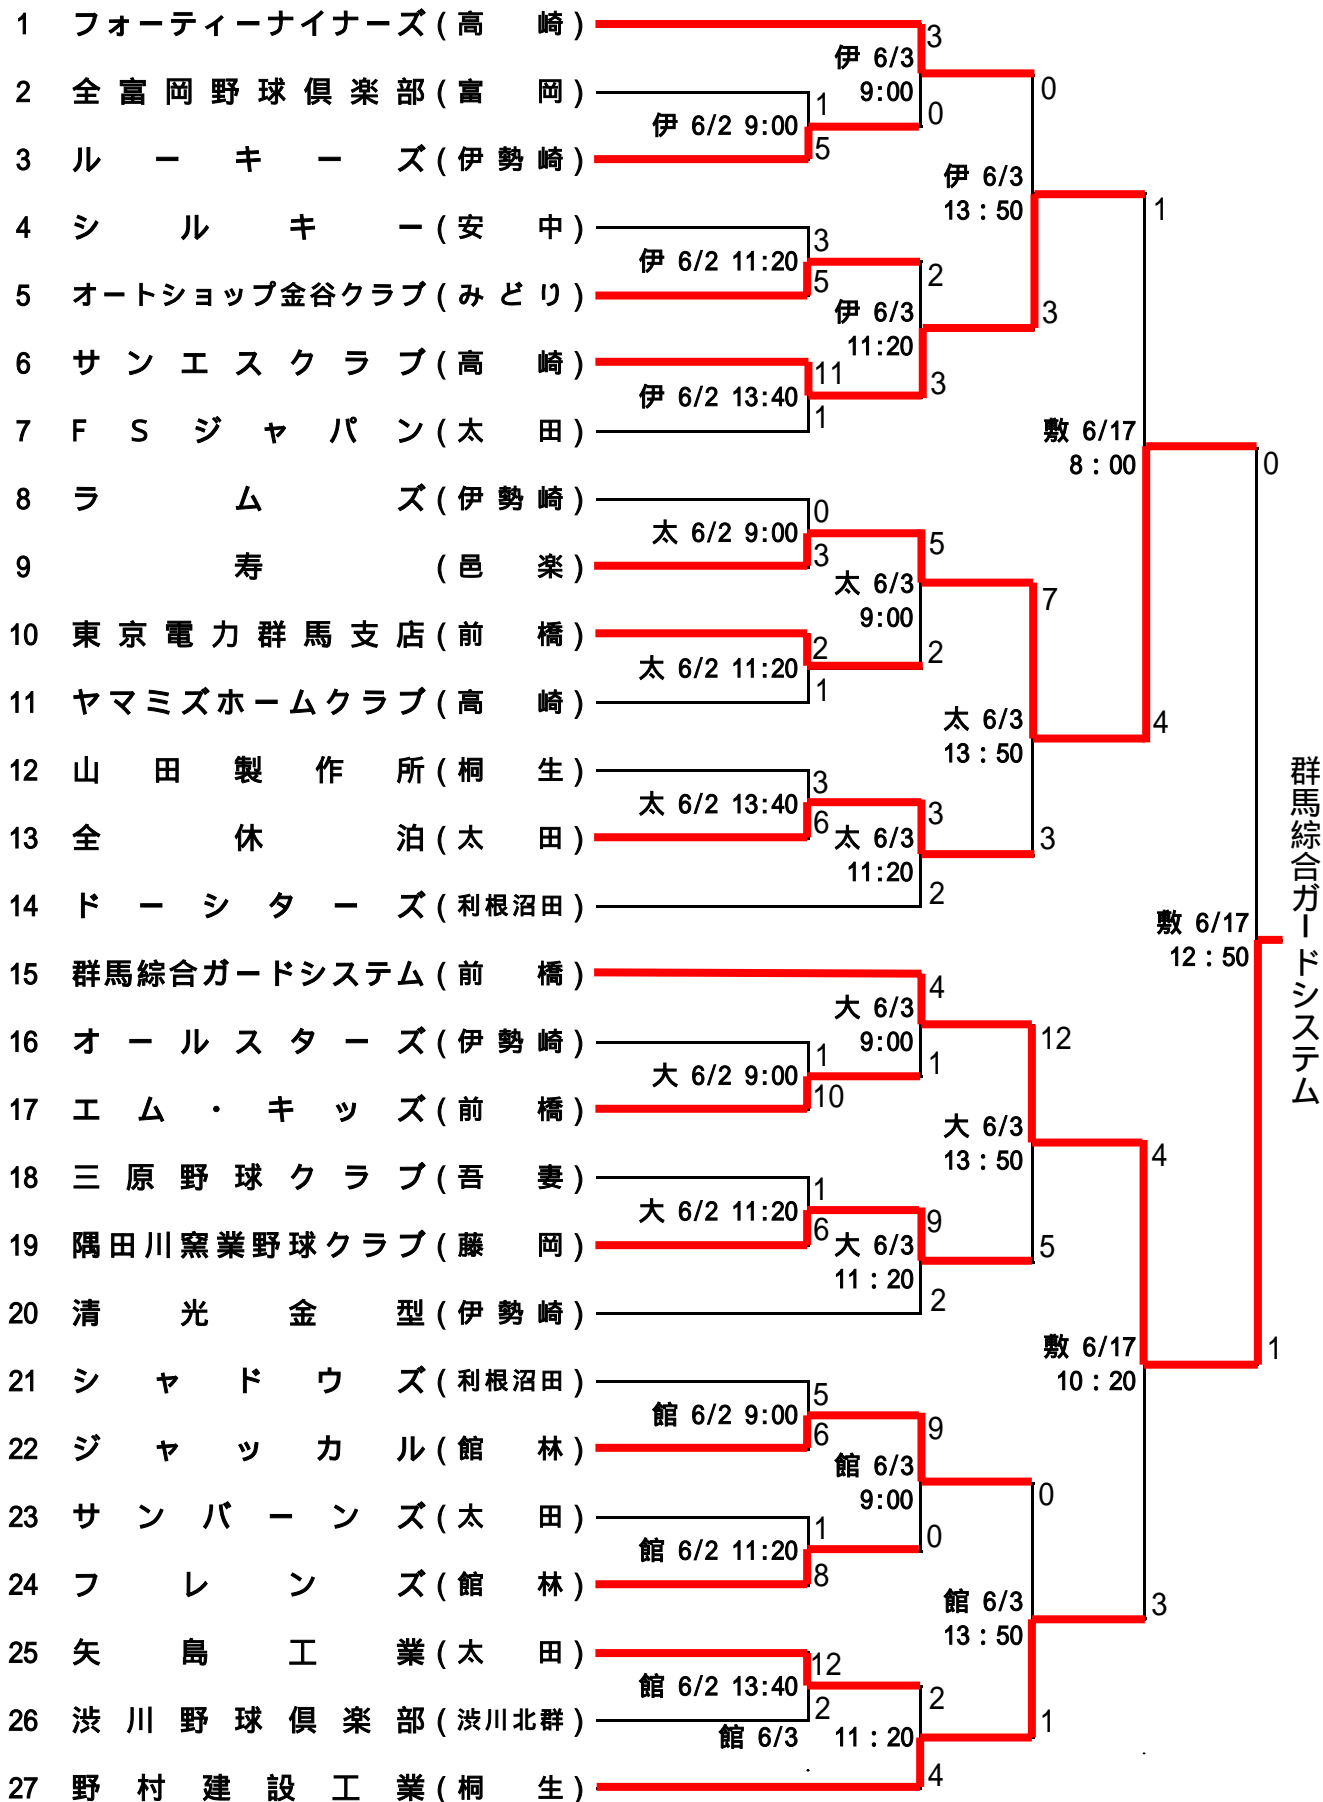 1 フォーティーナイナーズ(高崎)
3
伊 6/3
9:00
0
2 全富岡野球倶楽部(富岡)
1
伊 6/2 9:00
0
3 ルーキーズ(伊勢崎)
5
伊 6/3
13:50
1
4 シルキー(安中)
3
伊 6/2 11:20
2
5 オートショップ金谷クラブ(みどり)
5
伊 6/3
11:20
3
6 サンエスクラブ(高崎)
11
伊 6/2 13:40
3
7 FSジャパン(太田)
1
敷 6/17
8:00
0
8 ラムズ(伊勢崎)
0
太 6/2 9:00
5
9 寿(邑楽)
3
太 6/3
9:00
7
10 東京電力群馬支店(前橋)
2
太 6/2 11:20
2
11 ヤマミズホームクラブ(高崎)
1
太 6/3
13:50
4
12 山田製作所(桐生)
3
太 6/2 13:40
3
13 全休泊(太田)
6
太 6/3
11:20
3
14 ドーシターズ(利根沼田)
2
敷 6/17
12:50
群馬綜合ガードシステム
15 群馬綜合ガードシステム(前橋)
4
大 6/3
9:00
12
16 オールスターズ(伊勢崎)
1
大 6/2 9:00
1
17 エム・キッズ(前橋)
10
大 6/3
13:50
4
18 三原野球クラブ(吾妻)
1
大 6/2 11:20
9
19 隅田川窯業野球クラブ(藤岡)
6
大 6/3
11:20
5
20 清光金型(伊勢崎)
2
敷 6/17
10:20
1
21 シャドウズ(利根沼田)
5
館 6/2 9:00
9
22 ジャッカル(館林)
6
館 6/3
9:00
0
23 サンバーンズ(太田)
1
館 6/2 11:20
0
24 フレンズ(館林)
8
館 6/3
13:50
3
25 矢島工業(太田)
12
館 6/2 13:40
2
26 渋川野球倶楽部(渋川北群)
2
館 6/3 11:20
1
27 野村建設工業(桐生)
4